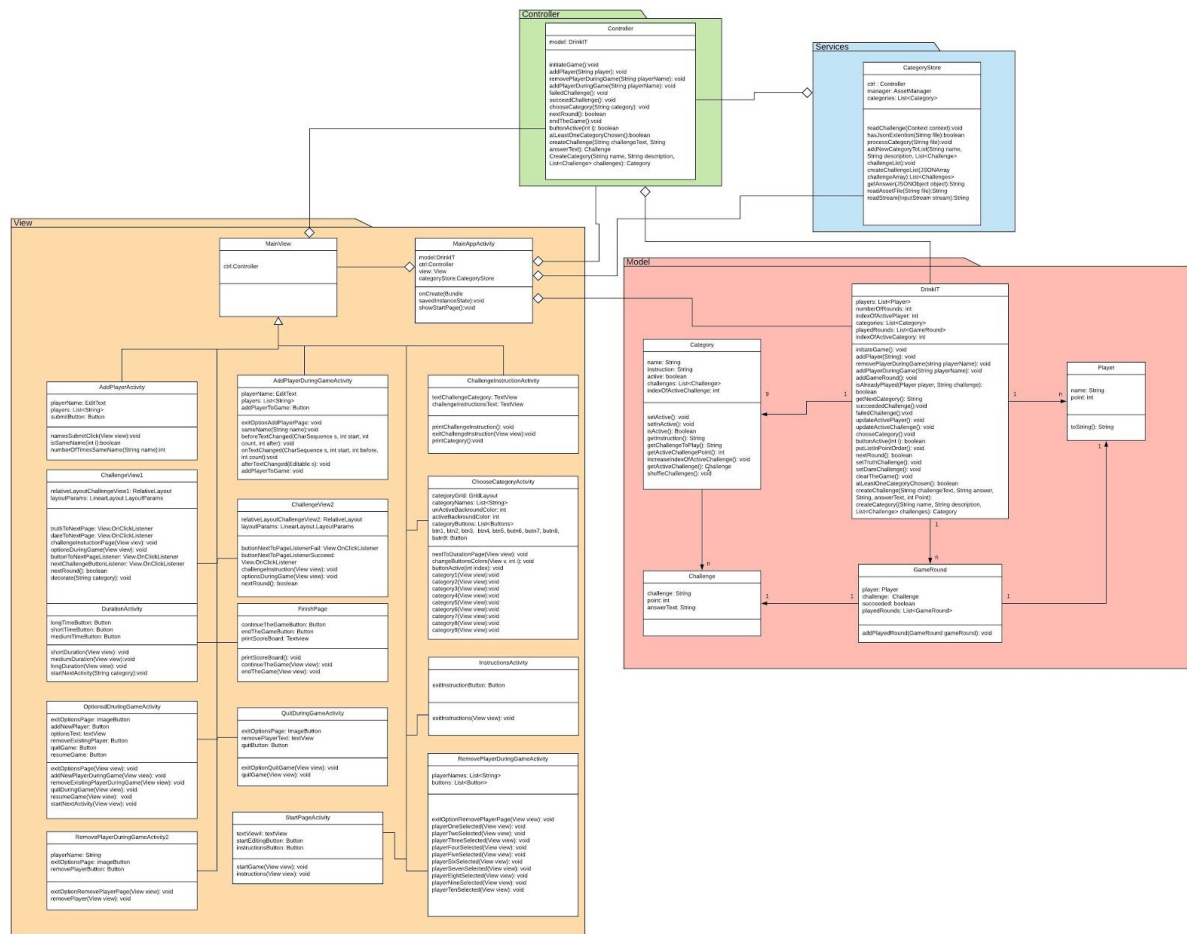 Controller
Controller
model: DrinkIT
initiateGame():void
addPlayer(String player): void
removePlayerDuringGame(String playerName): void
addPlayerDuringGame(String playerName): void
failedChallenge(): void
succeedChallenge(): void
chooseCategory(String category): void
nextRound(): boolean
endTheGame():void
buttonActive(int i): boolean
atLeastOneCategoryChosen():boolean
createChallenge(String challengeText, String
answerText): Challenge
CreateCategory(String name, String description,
List<Challenge> challenges): Category
Services
CategoryStore
ctrl : Controller
manager: AssetManager
categories: List<Category>
readChallenge(Context context):void
hasJsonExtention(String file):boolean
processCategory(String file):void
addNewCategoryToList(String name,
String description, List<Challenge>
challengeList):void
createChallengeList(JSONArray
challengeArray): List<Challenges>
getAnswer(JSONObject object):String
readAssetFile(String file):String
readStream(InputStream stream):String
View
MainView
ctrl:Controller
MainAppActivity
model:DrinkIT
ctrl:Controller
view: View
categoryStore:CategoryStore
onCreate(Bundle
savedInstanceState):void
showStartPage():void
AddPlayerActivity
playerName: EditText
players: List<String>
submitButton: Button
namesSubmitClick(View view):void
isSameName(int i):boolean
numberOfTimesSameName(String name):int
AddPlayerDuringGameActivity
playerName: EditText
players: List<String>
addPlayerToGame: Button
exitOptionAddPlayerPage: void
sameName(String name):void
beforeTextChanged(CharSequence s, int start, int
count, int after): void
onTextChanged(CharSequence s, int start, int before,
int count):void
afterTextChanged(Editable s): void
addPlayerToGame: void
ChallengeInstructionActivity
textChallengeCategory: TextView
challengeInstructionsText: TextView
printChallengeInstruction(): void
exitChallengeInstruction(View view):void
printCategory():void
ChallengeView1
relativeLayoutChallengeView1: RelativeLayout
layoutParams: LinearLayout.LayoutParams
truthToNextPage: View.OnClickListener
dareToNextPage: View.OnClickListener
challengeInstructionPage(View viev): void
optionsDuringGame(View view): void
buttonToNextPageListener: View.OnClickListener
nextChallengeButtonListener: View.OnClickListener
nextRound(): boolean
decorate(String category): void
ChallengeView2
relativeLayoutChallengeView2: RelativeLayout
layoutParams: LinearLayout.LayoutParams
buttonNextToPageListenerFail: View.OnClickListener
buttonNextToPageListenerSucceed:
View.OnClickListener
challengeInstruction(View view): void
optionsDuringGame(View view): void
nextRound(): boolean
ChooseCategoryActivity
categoryGrid: GridLayout
categoryNames: List<String>
unActiveBackroundColor: int
activeBackroundColor: int
categoryButtons: List<Buttons>
btn1, btn2, btn3, btn4, btn5, butn6, butn7, butn8,
butn9: Button
nextToDurationPage(View view): void
changeButtonsColors(View v, int i): void
buttonActive(int index): void
category1(View view): void
category2(View view): void
category3(View view): void
category4(View view): void
category5(View view): void
category6(View view): void
category7(View view): void
category8(View view): void
category9(View view): void
DurationActivity
longTimeButton: Button
shortTimeButton: Button
mediumTimeButton: Button
shortDuration(View view): void
mediumDuration(View view):void
longDuration(View view): void
startNextActivity(String category):void
FinishPage
continueTheGameButton: Button
endTheGameButton: Button
printScoreBoard: Textview
printScoreBoard(): void
continueTheGame(View view): void
endTheGame(View view): void
InstructionsActivity
exitInstructionButton: Button
exitInstructions(View view): void
OptionsdDruringGameActivity
exitOptionsPage: imageButton
addNewPlayer: Button
optionsText: textView
removeExistingPlayer: Button
quitGame: Button
resumeGame: Button
exitOptionsPage(View view): void
addNewPlayerDuringGame(View view): void
removeExistingPlayerDuringGame(View view): void
quitDuringGame(View view): void
resumeGame(View view): void
startNextActivity(View view): void
QuitDuringGameActivity
exitOptionsPage: ImageButton
removePlayerText: textView
quitButton: Button
exitOptionQuitGame(View view): void
quitGame(View view): void
RemovePlayerDuringGameActivity
playerNames: List<String>
buttons: List<Button>
exitOptionRemovePlayerPage(View view): void
playerOneSelected(View view): void
playerTwoSelected(View view): void
playerThreeSelected(View view): void
playerFourSelected(View view): void
playerFiveSelected(View view): void
playerSixSelected(View view): void
playerSevenSelected(View view): void
playerEightSelected(View view): void
playerNineSelected(View view): void
playerTenSelected(View view): void
RemovePlayerDuringGameActivity2
playerName: String
exitOptionsPage: imageButton
removePlayerButton: Button
exitOptionRemovePlayerPage(View view): void
removePlayer(View view): void
StartPageActivity
textView4: textView
startEditingButton: Button
instructionsButton: Button
startGame(View view): void
instructions(View view): void
Model
DrinkIT
players: List<Player>
numberOfRounds: int
indexOfActivePlayer: int
categories: List<Category>
playedRounds: List<GameRound>
indexOfActiveCategory: int
initiateGame(): void
addPlayer(String): void
removePlayerDuringGame(string playerName): void
addPlayerDuringGame(String playerName): void
addGameRound(): void
isAlreadyPlayed(Player player, String challenge):
boolean
getNextCategory(): String
succeededChallenge():void
failedChallenge(): void
updateActivePlayer(): void
updateActiveChallenge(): void
chooseCategory():void
buttonActive(int i): boolean
putListInPointOrder(): void
nextRound(): boolean
setTruthChallenge(): void
setDareChallenge(): void
clearTheGame(): void
atLeastOneCategoryChosen(): boolean
createChallenge(String challengeText, String answer,
String, answerText, int Point):
createCategory((String name, String description,
List<Challenge> challenges): Category
Category
name: String
instruction: String
active: boolean
challenges: List<Challenge>
indexOfActiveChallenge: int
setActive(): void
setInActive(): void
isActive(): Boolean
getInstruction(): String
getChallengeToPlay(): String
getActiveChallengePoint(): int
increaseIndexOfActiveChallenge(): void
getActiveChallenge(): Challenge
shuffleChallenges(): void
Player
name: String
point: int
toString(): String
9
1
1
n
1
1
n
n
Challenge
challenge: String
point: int
answerText: String
1
1
1
GameRound
player: Player
challenge: Challenge
succeeded: boolean
playedRounds: List<GameRound>
addPlayedRound(GameRound gameRound): void